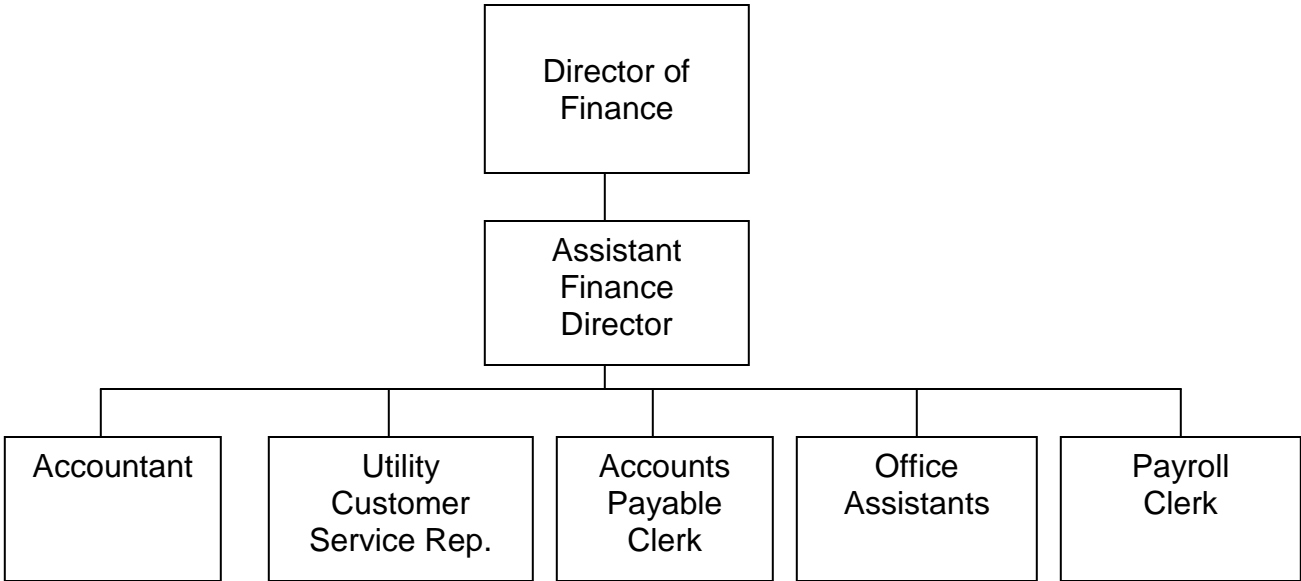 Director of
Finance
Assistant
Finance
Director
Accountant
Utility
Customer
Service Rep.
Accounts
Payable
Clerk
Office
Assistants
Payroll
Clerk